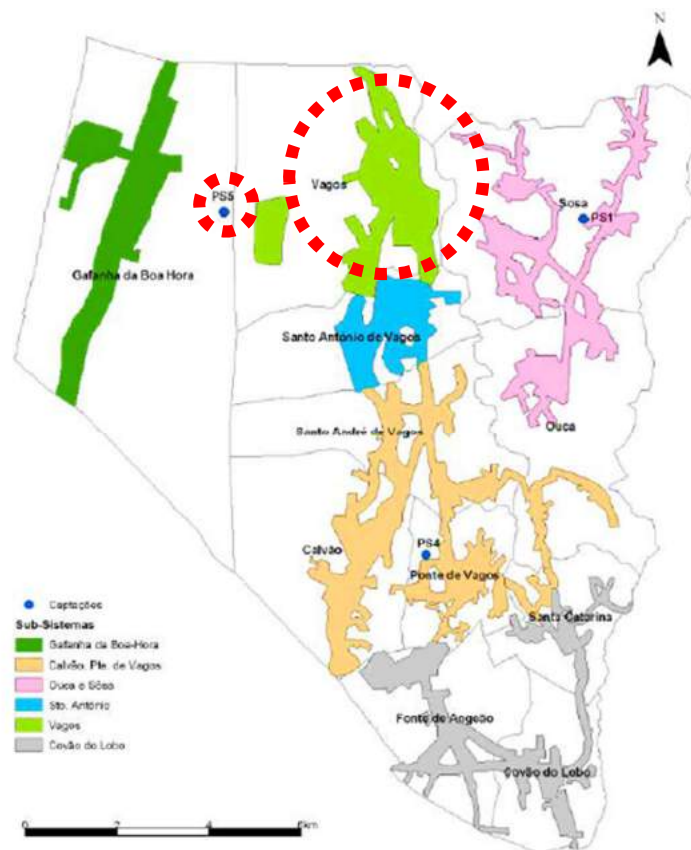 N
Vagos
PS5
Sosa
PS1
Gafanha da Boa Hora
Santo António de Vagos
Santo André de Vagos
Ouca
PS4
Calvão
Ponte de Vagos
Santa Catarina
Fonte de Angeão
Covão do Lobo
Captações
Sub-Sistemas
Gafanha da Boa-Hora
Calvão, Pte. de Vagos
Ouca e Sôsa
Sto. António
Vagos
Covão do Lobo
0 2 4 6km